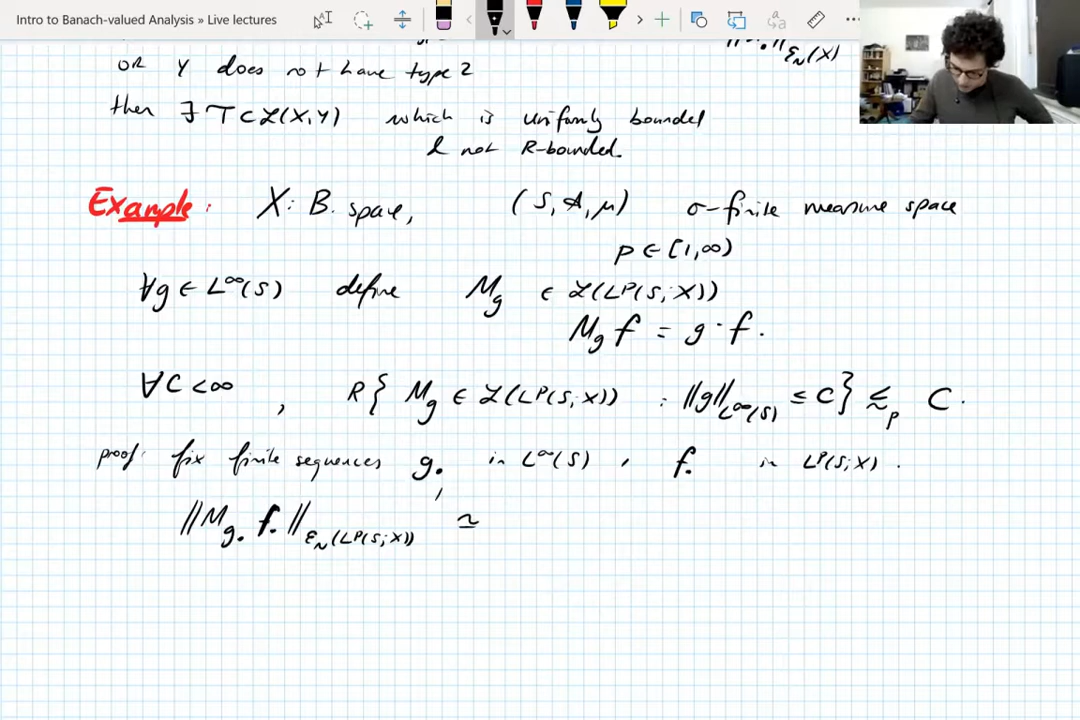 Intro to Banach-valued Analysis » Live lectures
OR Y does not have type 2
‖·‖ε_N(X)
then ∃ T ⊂ ℒ(X,Y) which is uniformly bounded
& not R-bounded.
Example: X: B. space, (S, A, μ) σ-finite measure space
p ∈ [1,∞)
∀g ∈ L^∞(S) define M_g ∈ ℒ(L^p(S;X))
M_g f = g · f.
∀C<∞, R{ M_g ∈ ℒ(L^p(S;X)) : ‖g‖_{L^∞(S)} ≤ C} ≲_p C.
proof: fix finite sequences g. in L^∞(S), f. in L^p(S;X).
‖M_{g.} f.‖_{ε_N(L^p(S;X))} ≃